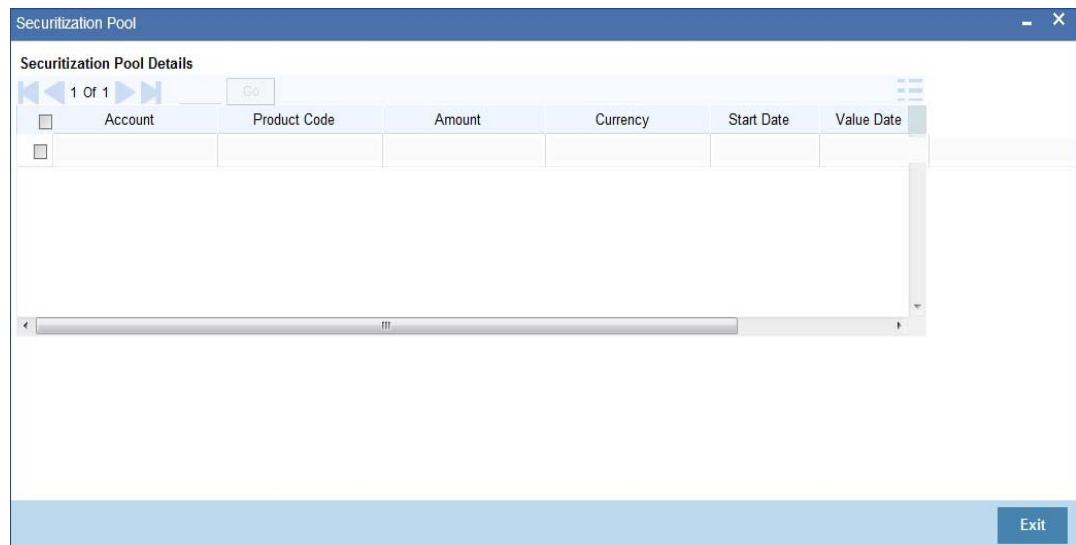 Securitization Pool
Securitization Pool Details
1 Of 1 Go
Account Product Code Amount Currency Start Date Value Date
Exit